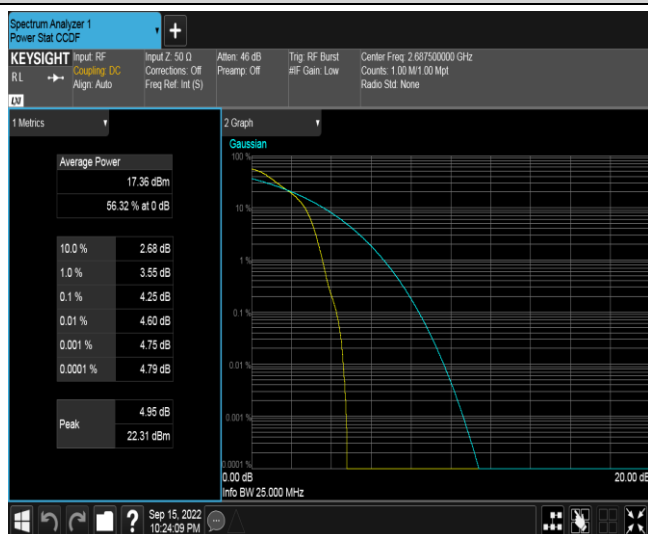 Spectrum Analyzer 1
Power Stat CCDF
+
KEYSIGHT
RL
LXI
Input: RF
Coupling: DC
Align: Auto
Input Z: 50 Ω
Corrections: Off
Freq Ref: Int (S)
Atten: 46 dB
Preamp: Off
Trig: RF Burst
#IF Gain: Low
Center Freq: 2.687500000 GHz
Counts: 1.00 M/1.00 Mpt
Radio Std: None
1 Metrics
Average Power
17.36 dBm
56.32 % at 0 dB
10.0 % 2.68 dB
1.0 % 3.55 dB
0.1 % 4.25 dB
0.01 % 4.60 dB
0.001 % 4.75 dB
0.0001 % 4.79 dB
Peak
4.95 dB
22.31 dBm
2 Graph
Gaussian
100 %
10 %
1 %
0.1 %
0.01 %
0.001 %
0.0001 %
0.00 dB 20.00 dB
Info BW 25.000 MHz
?
Sep 15, 2022
10:24:09 PM